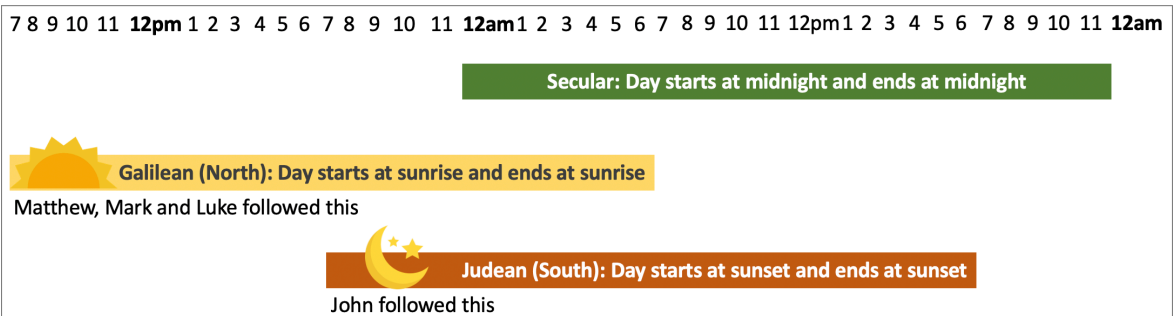 7 8 9 10 11 12pm 1 2 3 4 5 6 7 8 9 10 11 12am 1 2 3 4 5 6 7 8 9 10 11 12pm 1 2 3 4 5 6 7 8 9 10 11 12am
Secular: Day starts at midnight and ends at midnight
Galilean (North): Day starts at sunrise and ends at sunrise
Matthew, Mark and Luke followed this
Judean (South): Day starts at sunset and ends at sunset
John followed this